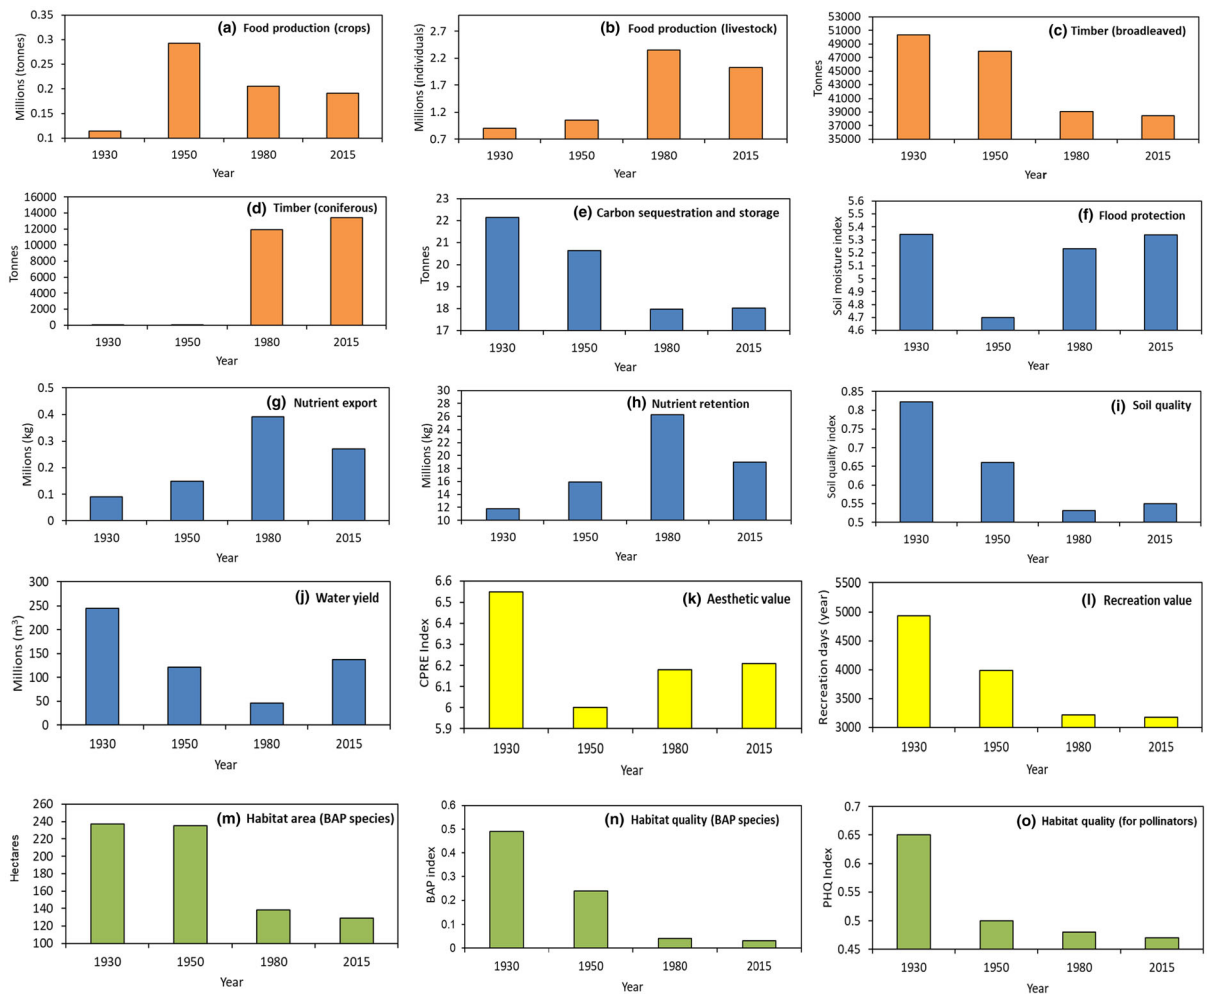 (a) Food production (crops)
Millions (tonnes)
0.35
0.3
0.25
0.2
0.15
0.1
1930 1950 1980 2015
Year
(b) Food production (livestock)
Millions (individuals)
2.7
2.2
1.7
1.2
0.7
1930 1950 1980 2015
Year
(c) Timber (broadleaved)
Tonnes
53000
51000
49000
47000
45000
43000
41000
39000
37000
35000
1930 1950 1980 2015
Year
(d) Timber (coniferous)
Tonnes
16000
14000
12000
10000
8000
6000
4000
2000
0
1930 1950 1980 2015
Year
(e) Carbon sequestration and storage
Tonnes
23
22
21
20
19
18
17
1930 1950 1980 2015
Year
(f) Flood protection
Soil moisture index
5.6
5.5
5.4
5.3
5.2
5.1
5
4.9
4.8
4.7
4.6
1930 1950 1980 2015
Year
(g) Nutrient export
Milions (kg)
0.5
0.4
0.3
0.2
0.1
0
1930 1950 1980 2015
Year
(h) Nutrient retention
Millions (kg)
30
28
26
24
22
20
18
16
14
12
10
1930 1950 1980 2015
Year
(i) Soil quality
Soil quality index
0.85
0.8
0.75
0.7
0.65
0.6
0.55
0.5
1930 1950 1980 2015
Year
(j) Water yield
Millions (m³)
300
250
200
150
100
50
0
1930 1950 1980 2015
Year
(k) Aesthetic value
CPRE Index
6.6
6.5
6.4
6.3
6.2
6.1
6
5.9
1930 1950 1980 2015
Year
(l) Recreation value
Recreation days (year)
5500
5000
4500
4000
3500
3000
1930 1950 1980 2015
Year
(m) Habitat area (BAP species)
Hectares
260
240
220
200
180
160
140
120
100
1930 1950 1980 2015
Year
(n) Habitat quality (BAP species)
BAP index
0.6
0.5
0.4
0.3
0.2
0.1
0
1930 1950 1980 2015
Year
(o) Habitat quality (for pollinators)
PHQ Index
0.7
0.65
0.6
0.55
0.5
0.45
1930 1950 1980 2015
Year